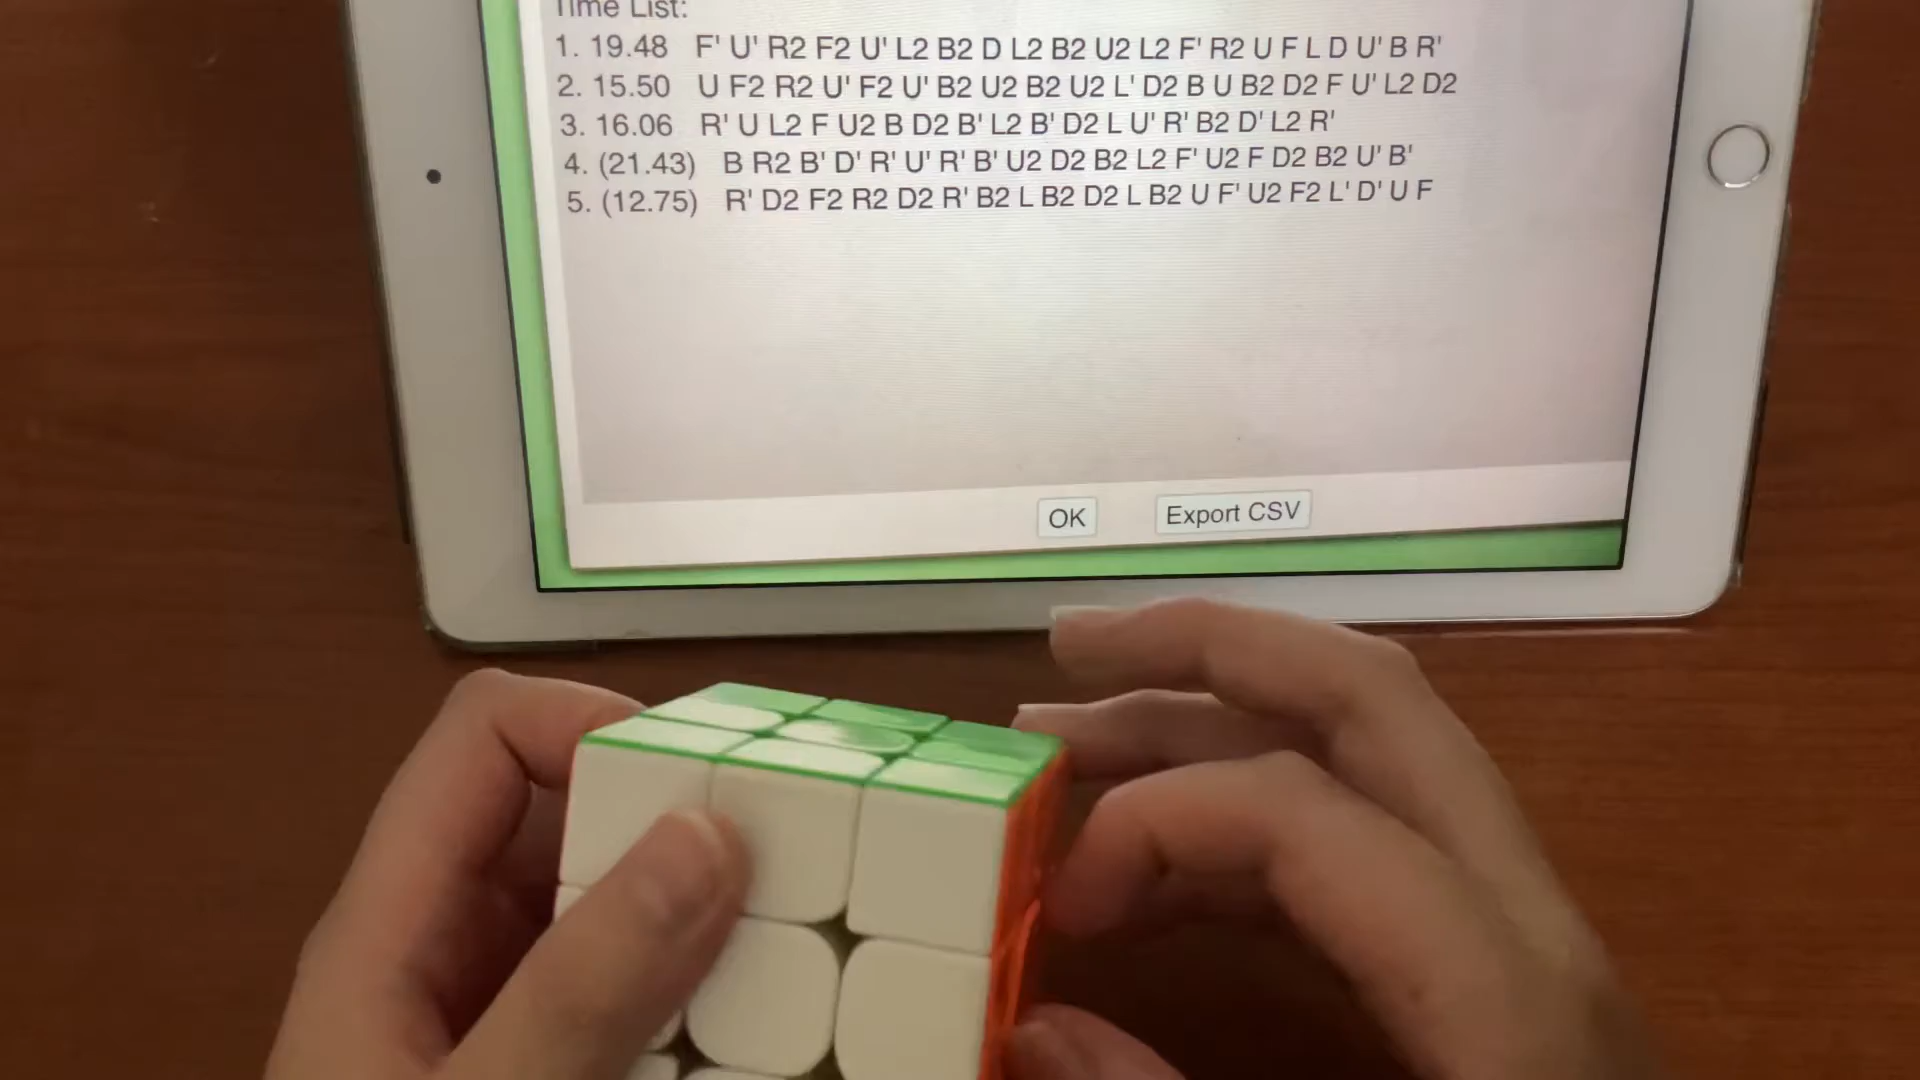 Time List:
1. 19.48 F' U' R2 F2 U' L2 B2 D L2 B2 U2 L2 F' R2 U F L D U' B R'
2. 15.50 U F2 R2 U' F2 U' B2 U2 B2 U2 L' D2 B U B2 D2 F U' L2 D2
3. 16.06 R' U L2 F U2 B D2 B' L2 B' D2 L U' R' B2 D' L2 R'
4. (21.43) B R2 B' D' R' U' R' B' U2 D2 B2 L2 F' U2 F D2 B2 U' B'
5. (12.75) R' D2 F2 R2 D2 R' B2 L B2 D2 L B2 U F' U2 F2 L' D' U F
OK Export CSV